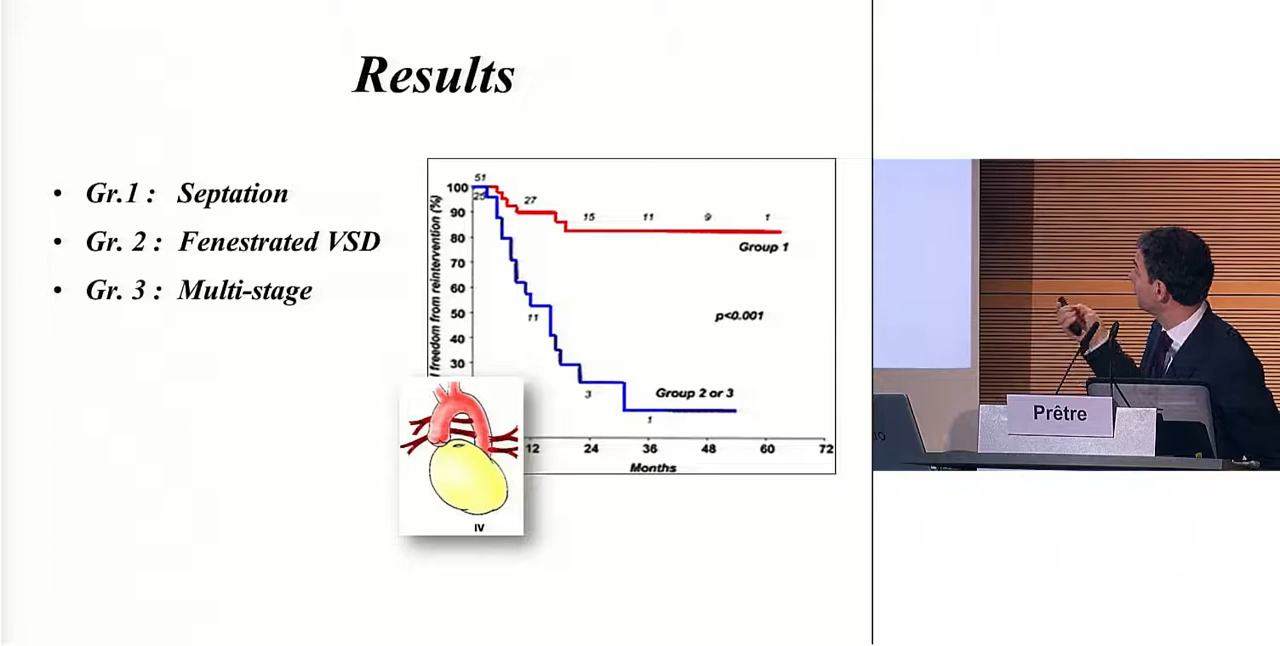 Results
• Gr.1 : Septation
• Gr. 2 : Fenestrated VSD
• Gr. 3 : Multi-stage
freedom from reintervention (%)
100
90
80
70
60
50
40
30
51
25
27
15
11
9
1
Group 1
p<0.001
11
3
1
Group 2 or 3
12
24
36
48
60
72
Months
IV
Prêtre